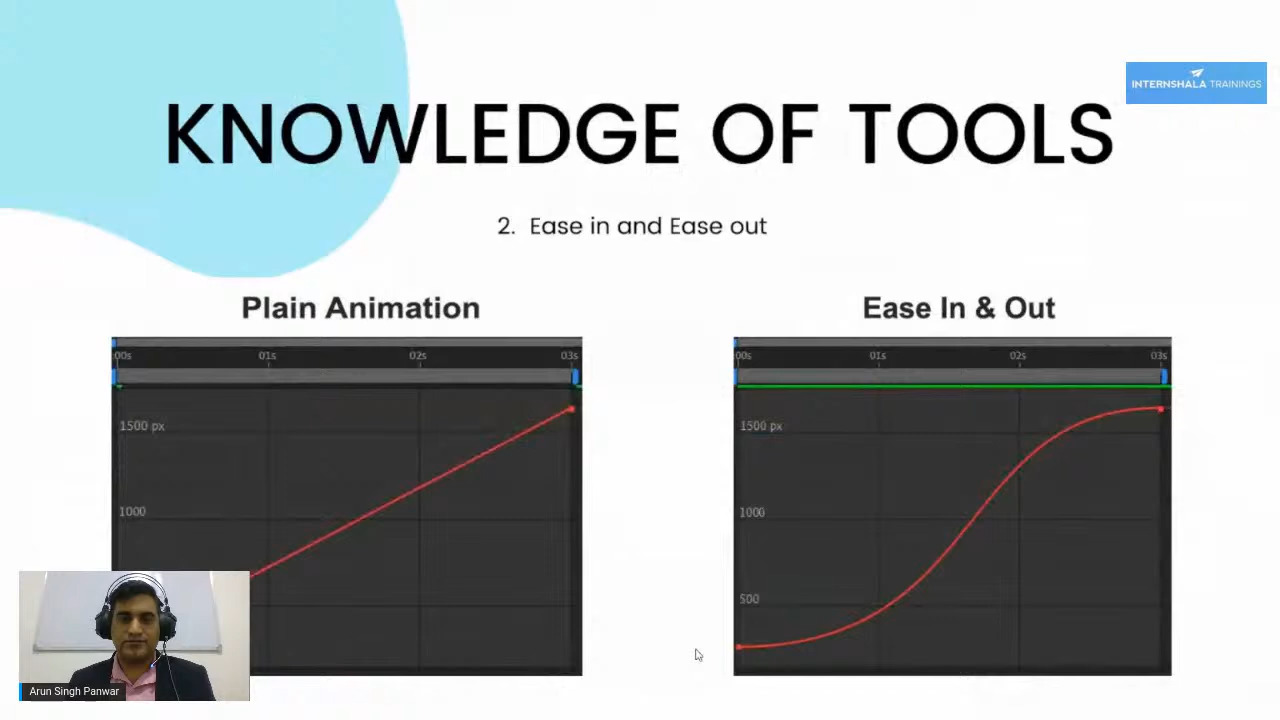 INTERNSHALA TRAININGS
KNOWLEDGE OF TOOLS
2. Ease in and Ease out
Plain Animation
:00s 01s 02s 03s
1500 px
1000
Ease In & Out
:00s 01s 02s 03s
1500 px
1000
500
Arun Singh Panwar